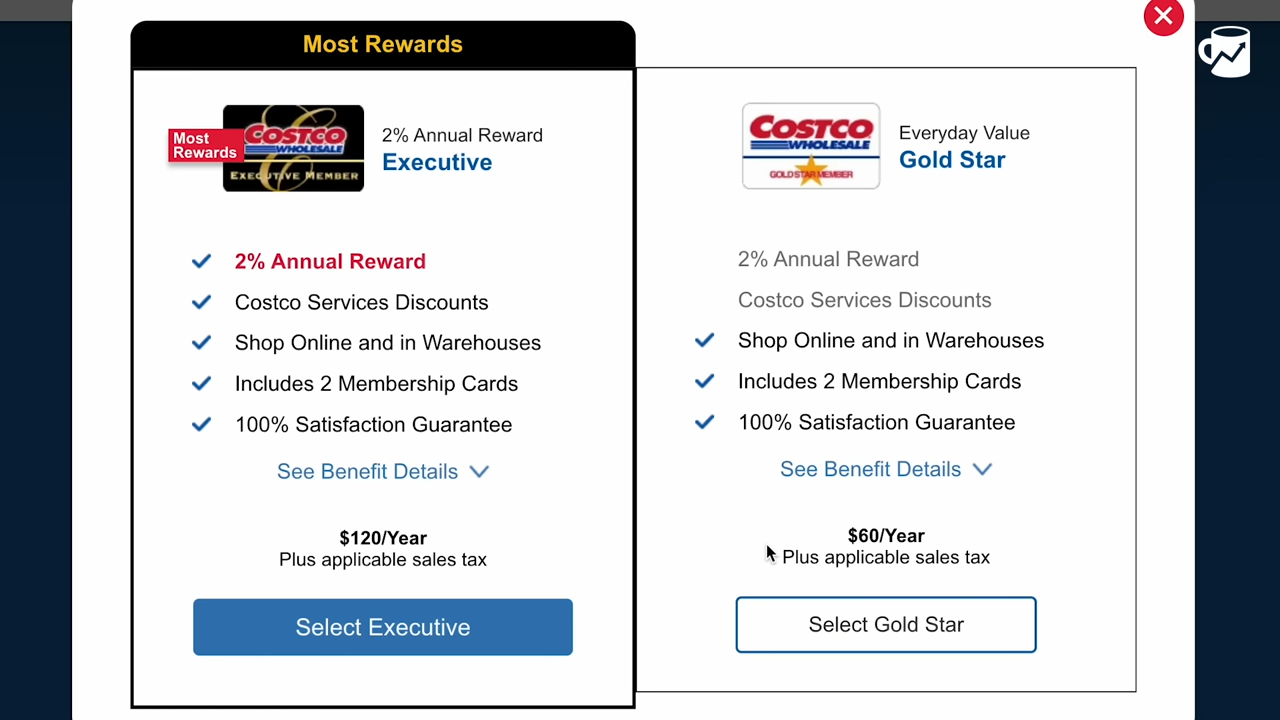 Most Rewards
Most
Rewards
COSTCO
WHOLESALE
EXECUTIVE MEMBER
2% Annual Reward
Executive
2% Annual Reward
Costco Services Discounts
Shop Online and in Warehouses
Includes 2 Membership Cards
100% Satisfaction Guarantee
See Benefit Details
$120/Year
Plus applicable sales tax
Select Executive
COSTCO
WHOLESALE
GOLD STAR MEMBER
Everyday Value
Gold Star
2% Annual Reward
Costco Services Discounts
Shop Online and in Warehouses
Includes 2 Membership Cards
100% Satisfaction Guarantee
See Benefit Details
$60/Year
Plus applicable sales tax
Select Gold Star